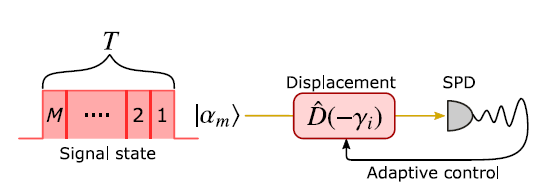 T
M .... 2 1
Signal state
|α_m⟩
Displacement
D̂(−γ_i)
SPD
Adaptive control